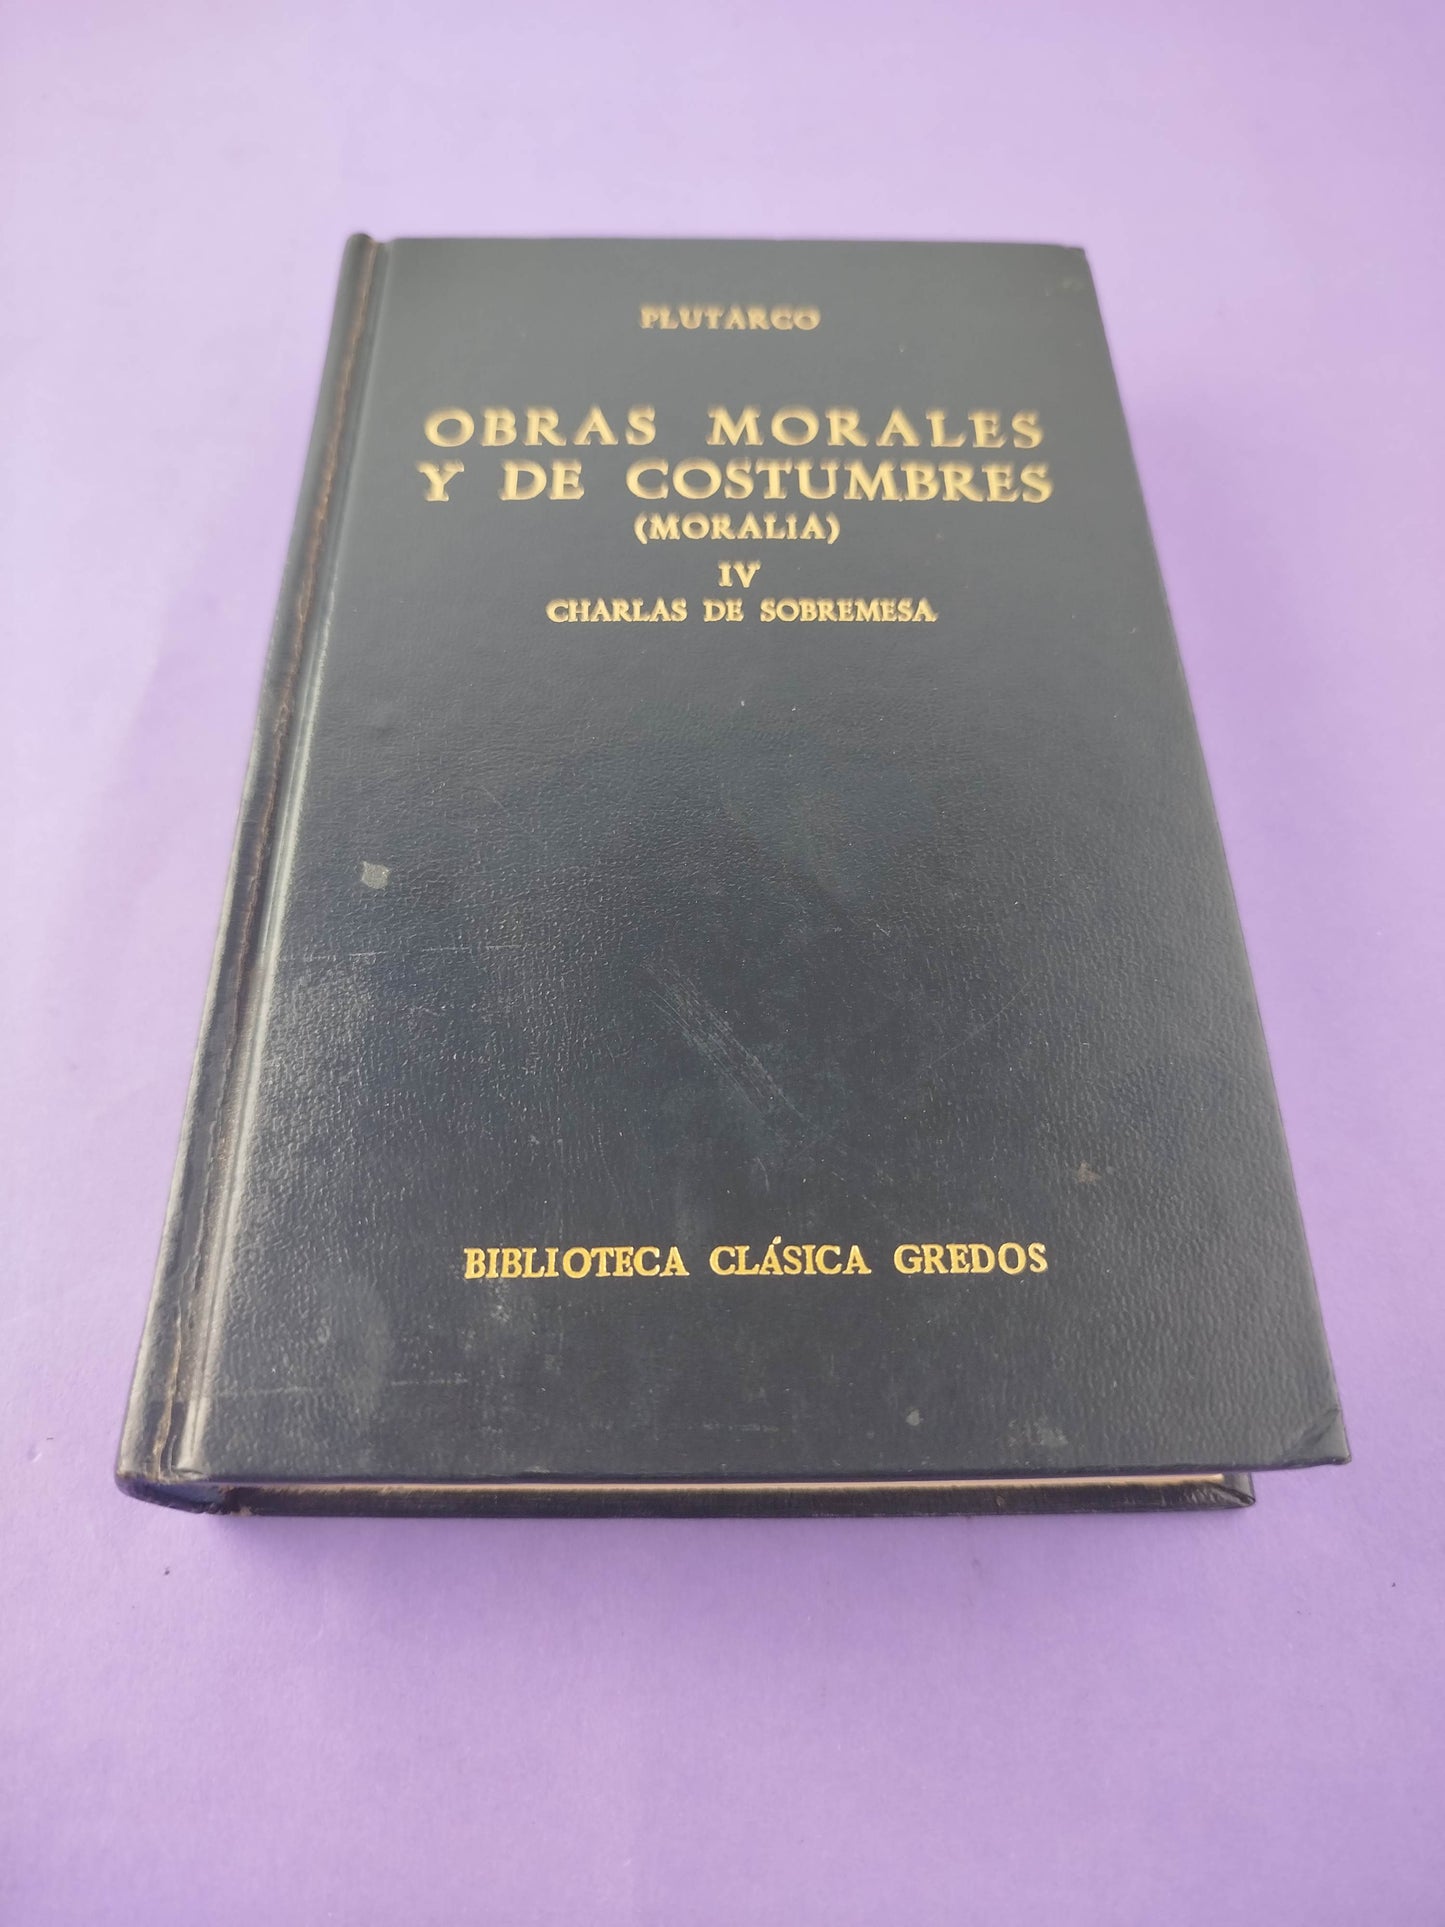 PLUTARCO
OBRAS MORALES
Y DE COSTUMBRES
(MORALIA)
IV
CHARLAS DE SOBREMESA
BIBLIOTECA CLÁSICA GREDOS